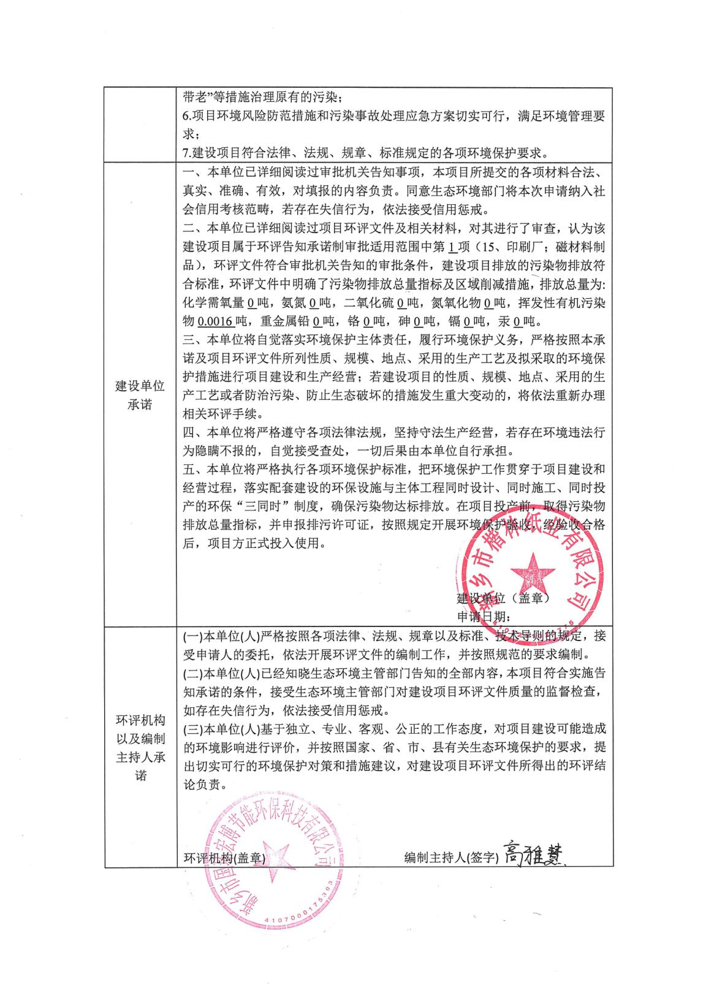 带老”等措施治理原有的污染；
6.项目环境风险防范措施和污染事故处理应急方案切实可行，满足环境管理要
求；
7.建设项目符合法律、法规、规章、标准规定的各项环境保护要求。
建设单位
承诺
一、本单位已详细阅读过审批机关告知事项，本项目所提交的各项材料合法、
真实、准确、有效，对填报的内容负责。同意生态环境部门将本次申请纳入社
会信用考核范畴，若存在失信行为，依法接受信用惩戒。
二、本单位已详细阅读过项目环评文件及相关材料，对其进行了审查，认为该
建设项目属于环评告知承诺制审批适用范围中第 1 项（15、印刷厂；磁材料制
品），环评文件符合审批机关告知的审批条件，建设项目排放的污染物排放符
合标准，环评文件中明确了污染物排放总量指标及区域削减措施，排放总量为:
化学需氧量 0 吨，氨氮 0 吨，二氧化硫 0 吨，氮氧化物 0 吨，挥发性有机污染
物 0.0016 吨，重金属铅 0 吨，铬 0 吨，砷 0 吨，镉 0 吨，汞 0 吨。
三、本单位将自觉落实环境保护主体责任，履行环境保护义务，严格按照本承
诺及项目环评文件所列性质、规模、地点、采用的生产工艺及拟采取的环境保
护措施进行项目建设和生产经营；若建设项目的性质、规模、地点、采用的生
产工艺或者防治污染、防止生态破坏的措施发生重大变动的，将依法重新办理
相关环评手续。
四、本单位将严格遵守各项法律法规，坚持守法生产经营，若存在环境违法行
为隐瞒不报的，自觉接受查处，一切后果由本单位自行承担。
五、本单位将严格执行各项环境保护标准，把环境保护工作贯穿于项目建设和
经营过程，落实配套建设的环保设施与主体工程同时设计、同时施工、同时投
产的环保“三同时”制度，确保污染物达标排放。在项目投产前，取得污染物
排放总量指标，并申报排污许可证，按照规定开展环境保护验收，经验收合格
后，项目方正式投入使用。
新乡市楷林纸业有限公司
建设单位（盖章）
申请日期：
环评机构
以及编制
主持人承
诺
(一)本单位(人)严格按照各项法律、法规、规章以及标准、技术导则的规定，接
受申请人的委托，依法开展环评文件的编制工作，并按照规范的要求编制。
(二)本单位(人)已经知晓生态环境主管部门告知的全部内容，本项目符合实施告
知承诺的条件，接受生态环境主管部门对建设项目环评文件质量的监督检查，
如存在失信行为，依法接受信用惩戒。
(三)本单位(人)基于独立、专业、客观、公正的工作态度，对项目建设可能造成
的环境影响进行评价，并按照国家、省、市、县有关生态环境保护的要求，提
出切实可行的环境保护对策和措施建议，对建设项目环评文件所得出的环评结
论负责。
环评机构(盖章)
编制主持人(签字) 高雅慧
新乡市国宏博节能环保科技有限公司
4107000175303